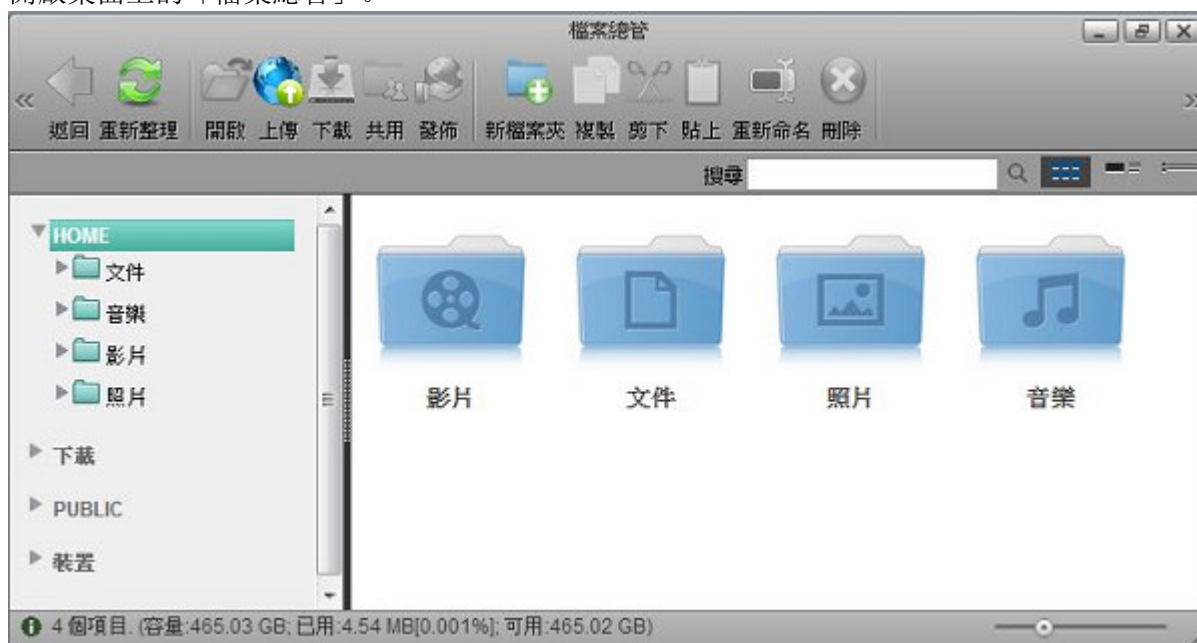 開啟桌面上的「檔案總管」。
檔案總管
返回 重新整理 開啟 上傳 下載 共用 發佈 新檔案夾 複製 剪下 貼上 重新命名 刪除
搜尋
HOME
文件
音樂
影片
照片
下載
PUBLIC
裝置
影片 文件 照片 音樂
4 個項目. (容量:465.03 GB; 已用:4.54 MB[0.001%]; 可用:465.02 GB)